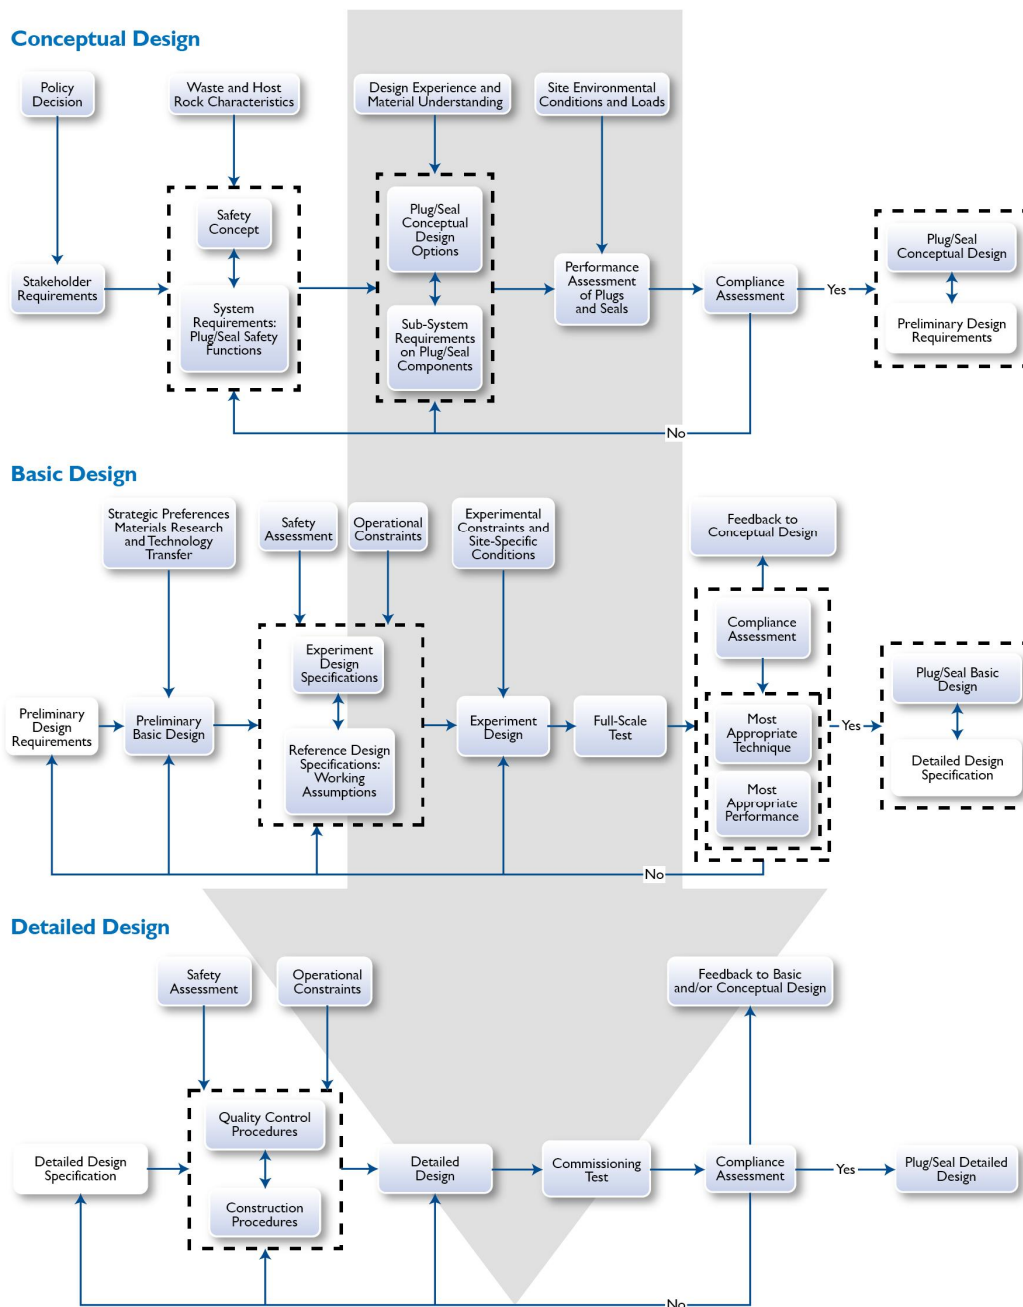 Conceptual Design
Policy
Decision
Waste and Host
Rock Characteristics
Design Experience and
Material Understanding
Site Environmental
Conditions and Loads
Safety
Concept
Plug/Seal
Conceptual
Design
Options
Plug/Seal
Conceptual Design
Stakeholder
Requirements
System
Requirements:
Plug/Seal Safety
Functions
Sub-System
Requirements
on Plug/Seal
Components
Performance
Assessment
of Plugs
and Seals
Compliance
Assessment
Yes
Preliminary Design
Requirements
No
Basic Design
Strategic Preferences
Materials Research
and Technology
Transfer
Safety
Assessment
Operational
Constraints
Experimental
Constraints and
Site-Specific
Conditions
Feedback to
Conceptual Design
Compliance
Assessment
Experiment
Design
Specifications
Plug/Seal Basic
Design
Preliminary
Design
Requirements
Preliminary
Basic Design
Reference Design
Specifications:
Working
Assumptions
Experiment
Design
Full-Scale
Test
Most
Appropriate
Technique
Yes
Detailed Design
Specification
Most
Appropriate
Performance
No
Detailed Design
Safety
Assessment
Operational
Constraints
Feedback to Basic
and/or Conceptual Design
Quality Control
Procedures
Detailed Design
Specification
Construction
Procedures
Detailed
Design
Commissioning
Test
Compliance
Assessment
Yes
Plug/Seal Detailed
Design
No